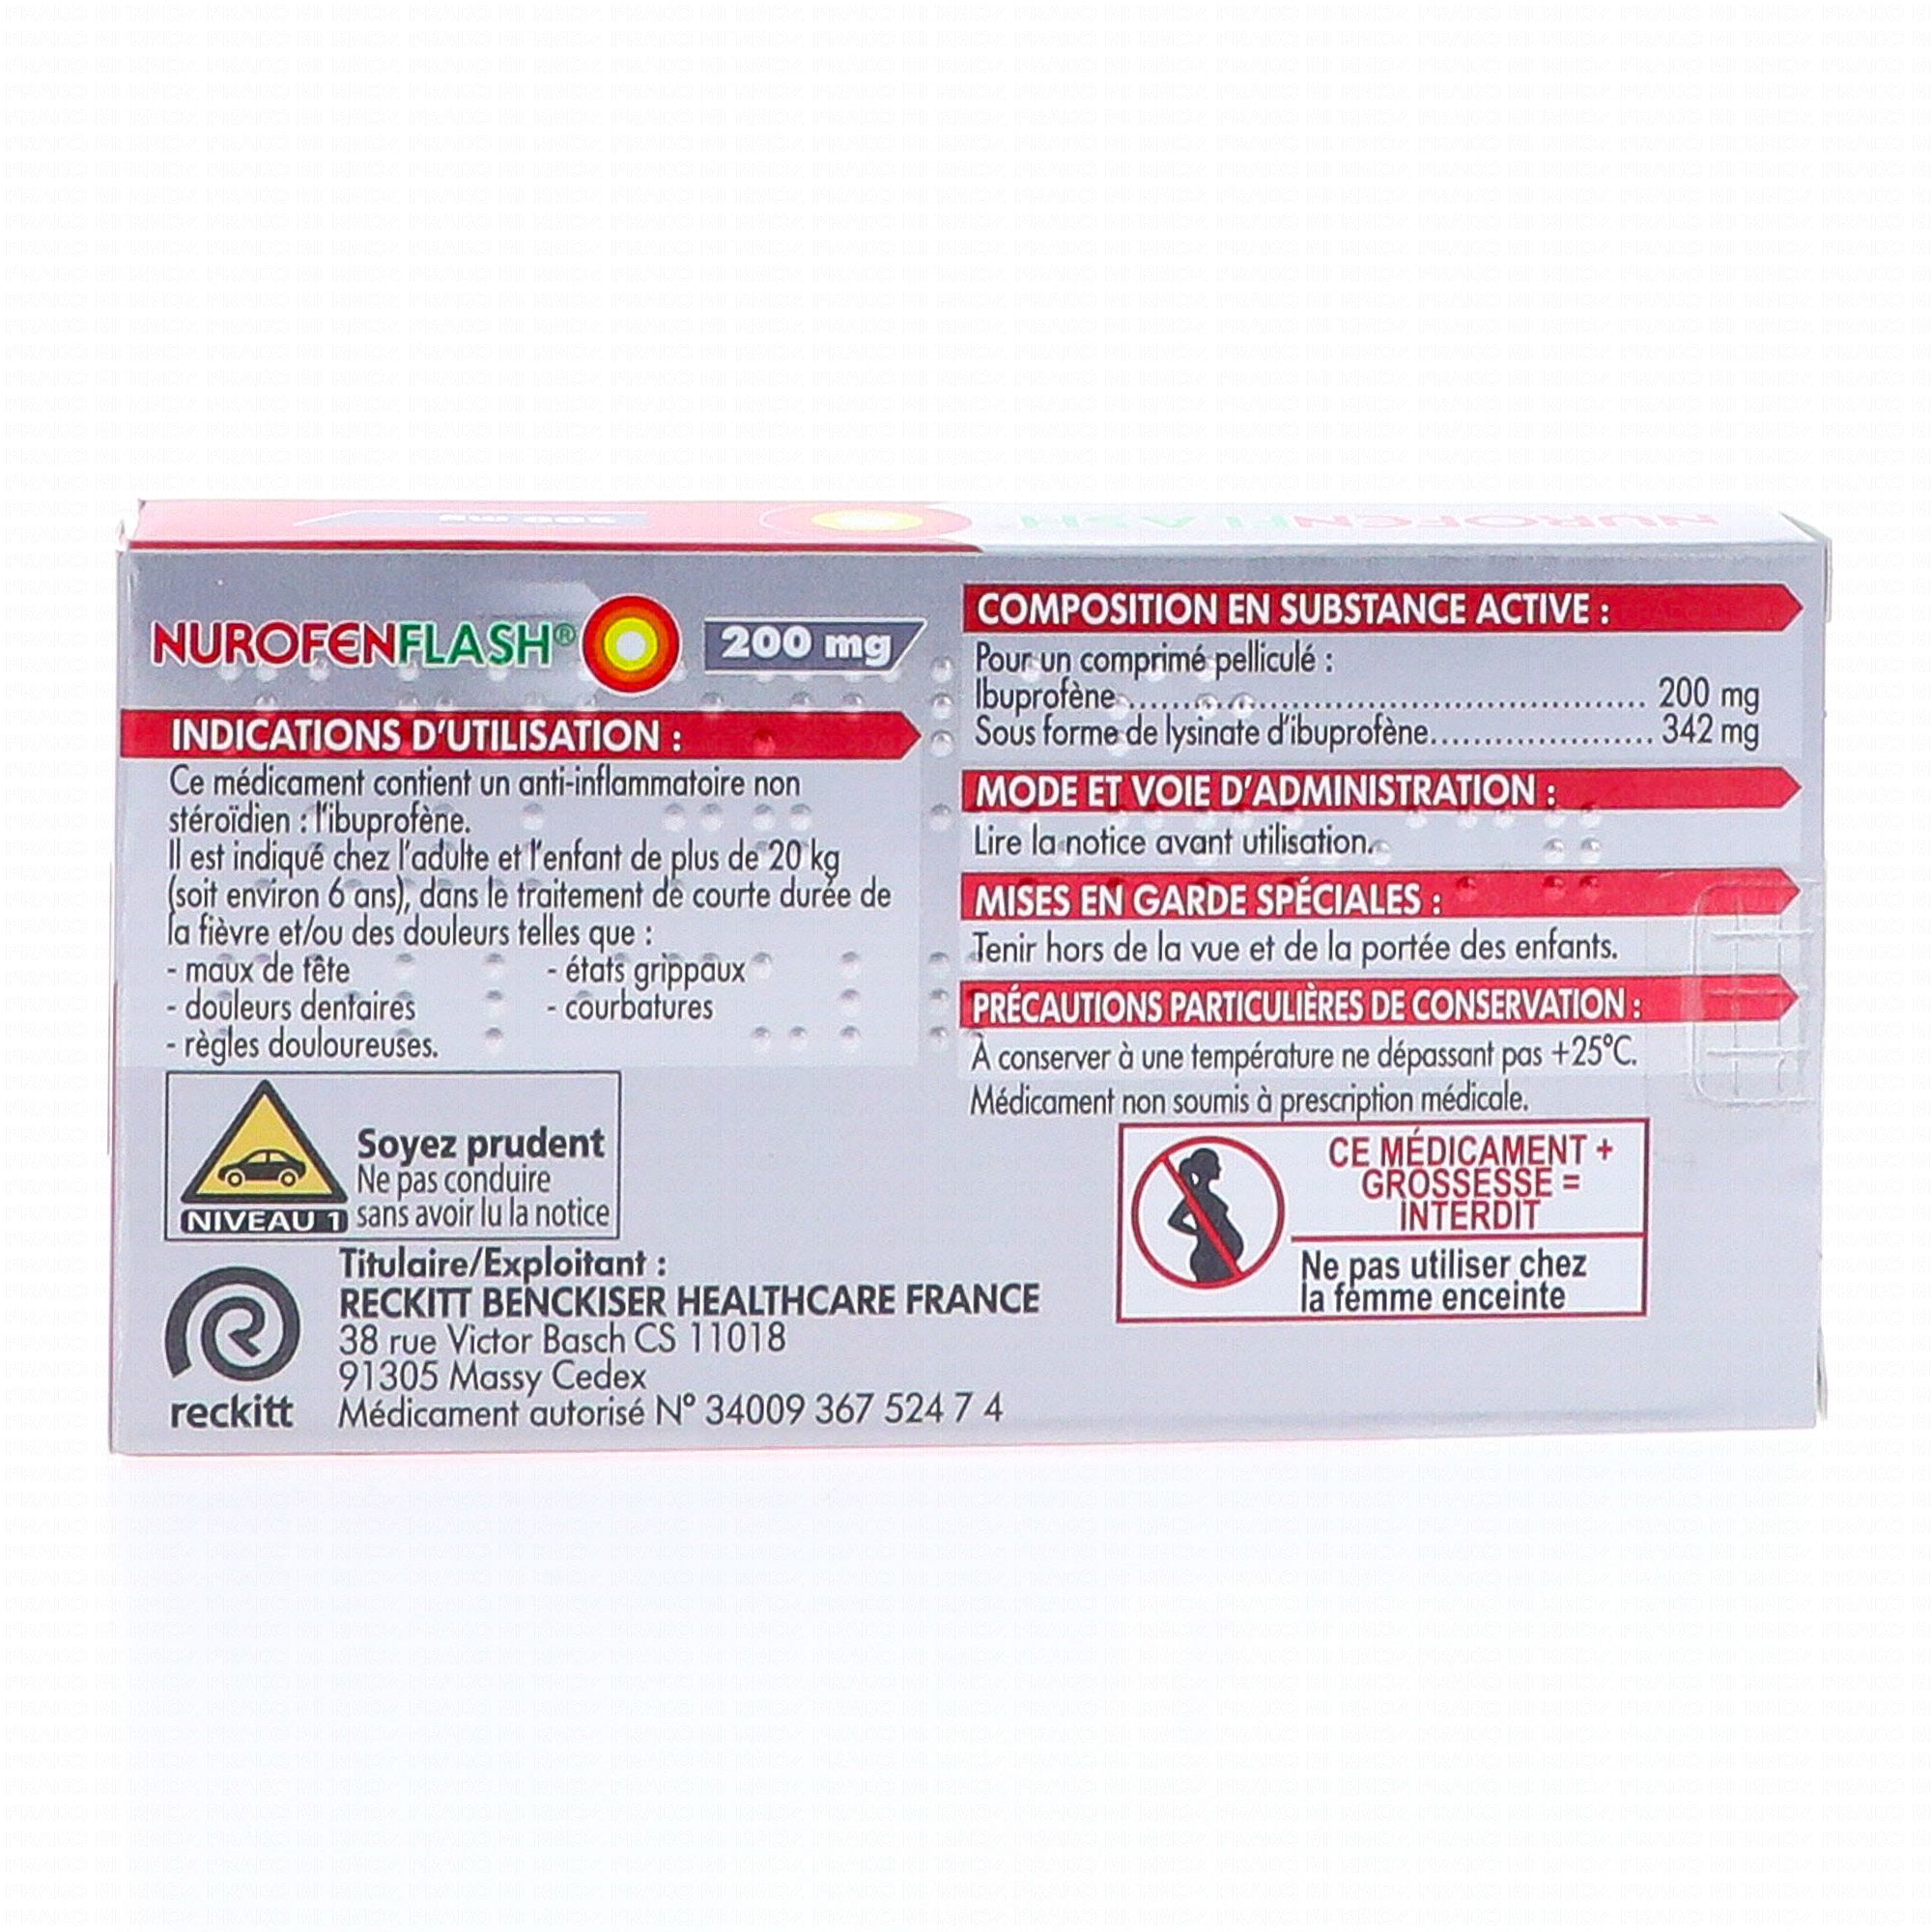 NUROFENFLASH®
200 mg
INDICATIONS D'UTILISATION :
Ce médicament contient un anti-inflammatoire non
stéroïdien : l'ibuprofène.
Il est indiqué chez l'adulte et l'enfant de plus de 20 kg
(soit environ 6 ans), dans le traitement de courte durée de
la fièvre et/ou des douleurs telles que :
- maux de tête
- douleurs dentaires
- règles douloureuses.
- états grippaux
- courbatures
Soyez prudent
Ne pas conduire
sans avoir lu la notice
NIVEAU 1
Titulaire/Exploitant :
RECKITT BENCKISER HEALTHCARE FRANCE
38 rue Victor Basch CS 11018
91305 Massy Cedex
Médicament autorisé N° 34009 367 524 7 4
reckitt
COMPOSITION EN SUBSTANCE ACTIVE :
Pour un comprimé pelliculé :
Ibuprofène.................................................. 200 mg
Sous forme de lysinate d'ibuprofène..................... 342 mg
MODE ET VOIE D'ADMINISTRATION :
Lire la notice avant utilisation.
MISES EN GARDE SPÉCIALES :
Tenir hors de la vue et de la portée des enfants.
PRÉCAUTIONS PARTICULIÈRES DE CONSERVATION :
À conserver à une température ne dépassant pas +25°C.
Médicament non soumis à prescription médicale.
CE MÉDICAMENT +
GROSSESSE =
INTERDIT
Ne pas utiliser chez
la femme enceinte
NUROFENFLASH